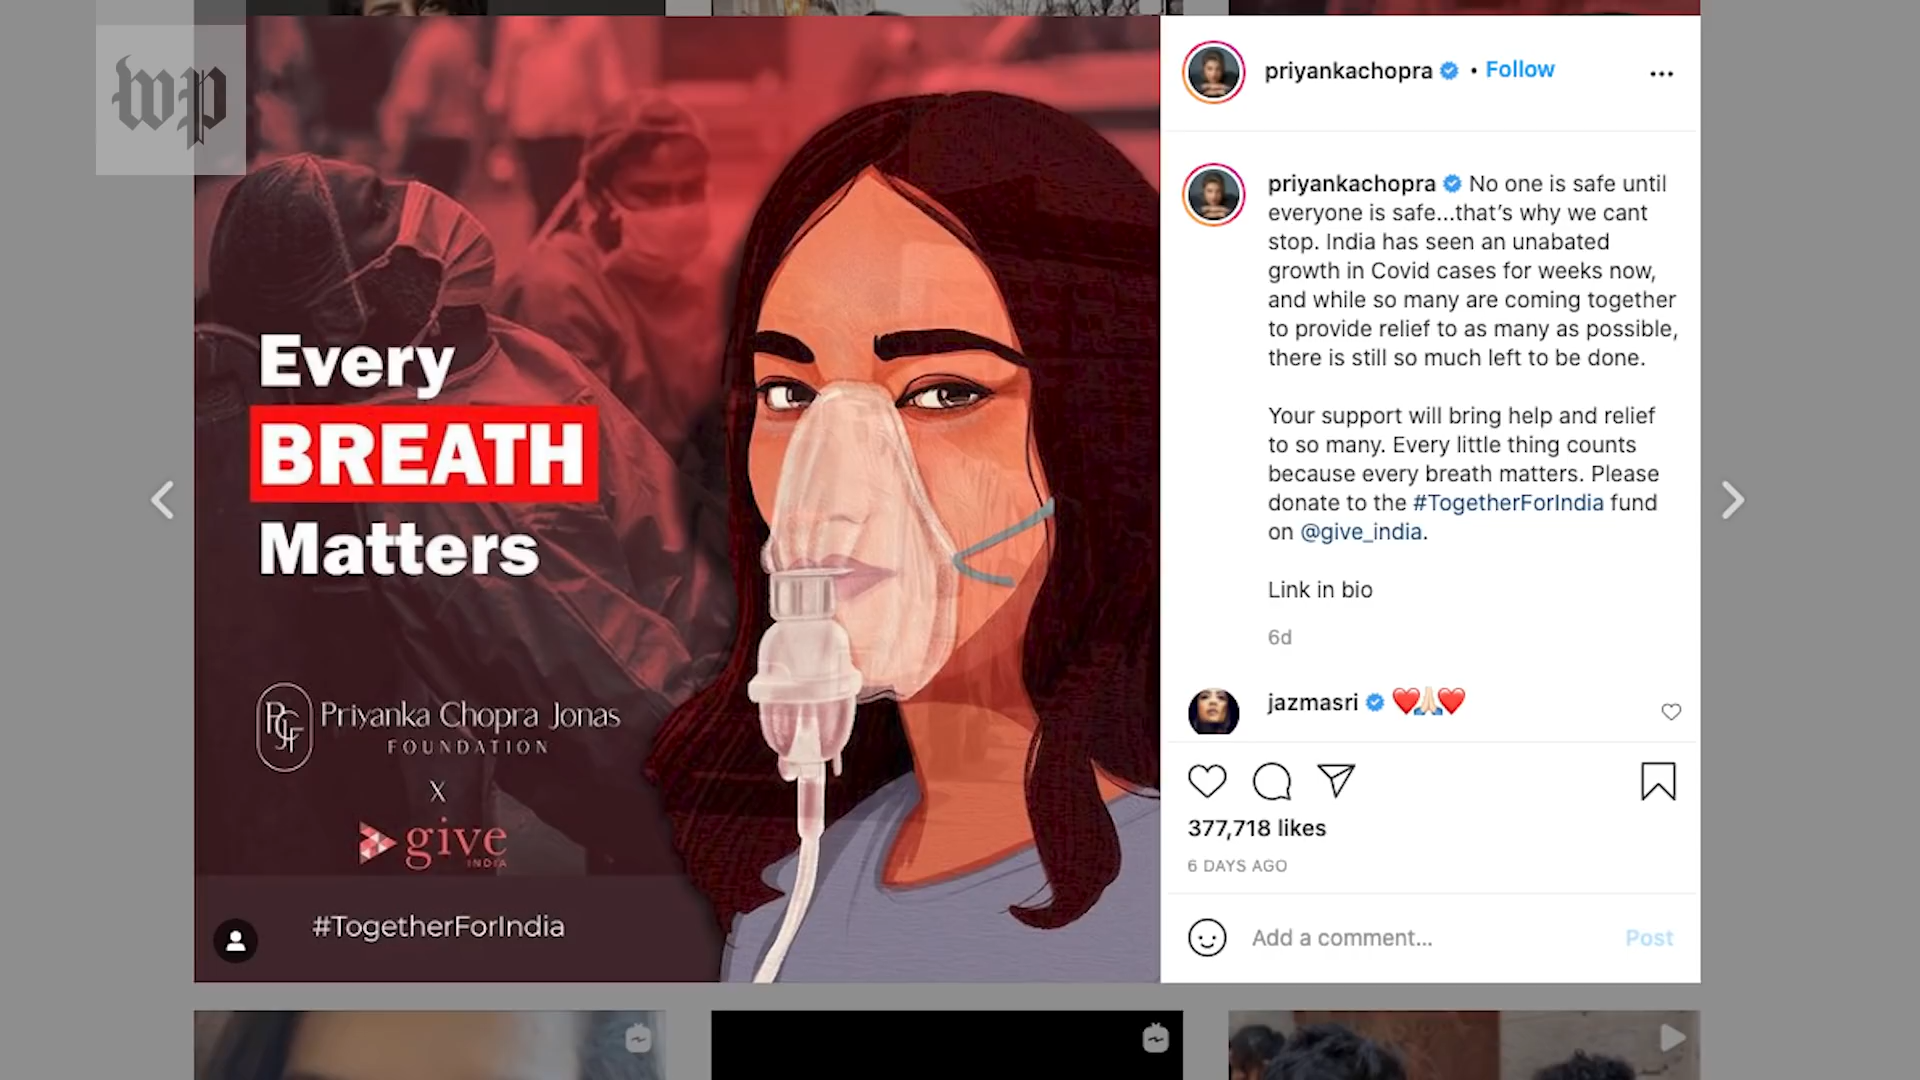 wp
Every
BREATH
Matters
PCJF Priyanka Chopra Jonas
FOUNDATION
X
give
INDIA
#TogetherForIndia
priyankachopra • Follow
priyankachopra No one is safe until
everyone is safe...that's why we cant
stop. India has seen an unabated
growth in Covid cases for weeks now,
and while so many are coming together
to provide relief to as many as possible,
there is still so much left to be done.
Your support will bring help and relief
to so many. Every little thing counts
because every breath matters. Please
donate to the #TogetherForIndia fund
on @give_india.
Link in bio
6d
jazmasri ❤️🙏🏻❤️
377,718 likes
6 DAYS AGO
Add a comment... Post